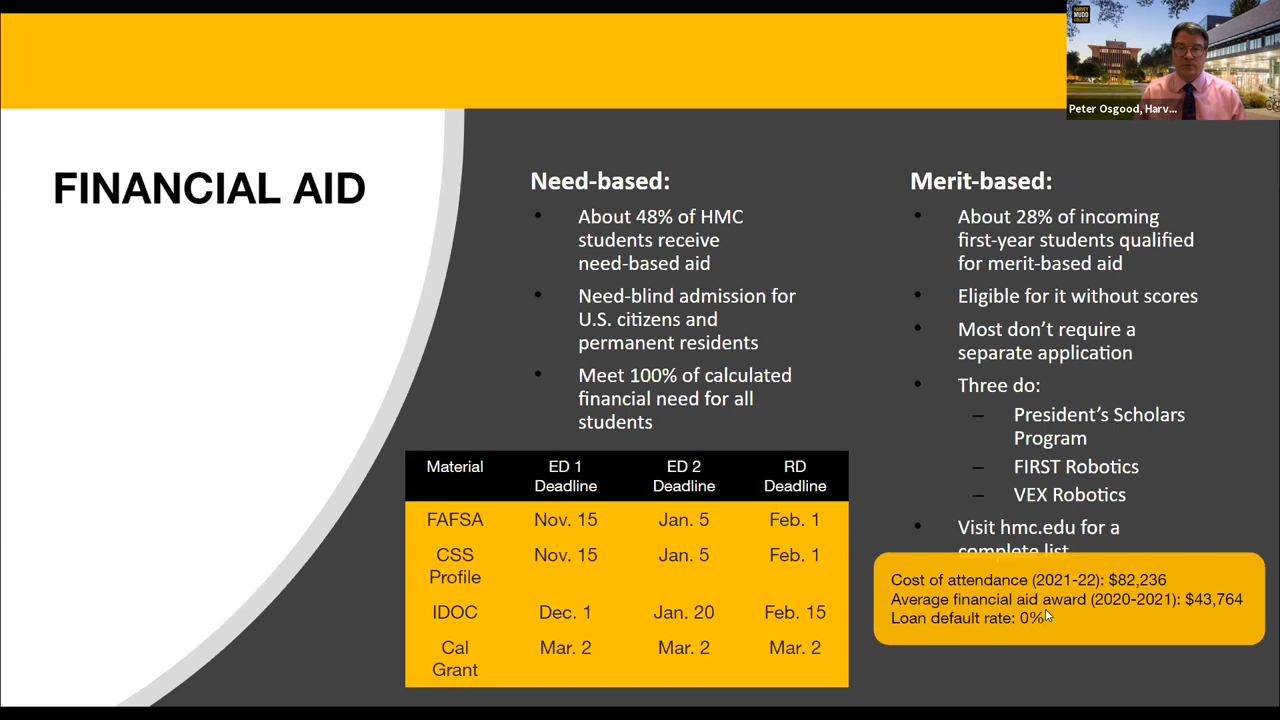 HARVEY
MUDD
COLLEGE
Peter Osgood, Harv...
FINANCIAL AID
Need-based:
About 48% of HMC
students receive
need-based aid
Need-blind admission for
U.S. citizens and
permanent residents
Meet 100% of calculated
financial need for all
students
Merit-based:
About 28% of incoming
first-year students qualified
for merit-based aid
Eligible for it without scores
Most don't require a
separate application
Three do:
– President's Scholars
Program
– FIRST Robotics
– VEX Robotics
Visit hmc.edu for a
complete list
Material ED 1 Deadline ED 2 Deadline RD Deadline
FAFSA Nov. 15 Jan. 5 Feb. 1
CSS Profile Nov. 15 Jan. 5 Feb. 1
IDOC Dec. 1 Jan. 20 Feb. 15
Cal Grant Mar. 2 Mar. 2 Mar. 2
Cost of attendance (2021-22): $82,236
Average financial aid award (2020-2021): $43,764
Loan default rate: 0%